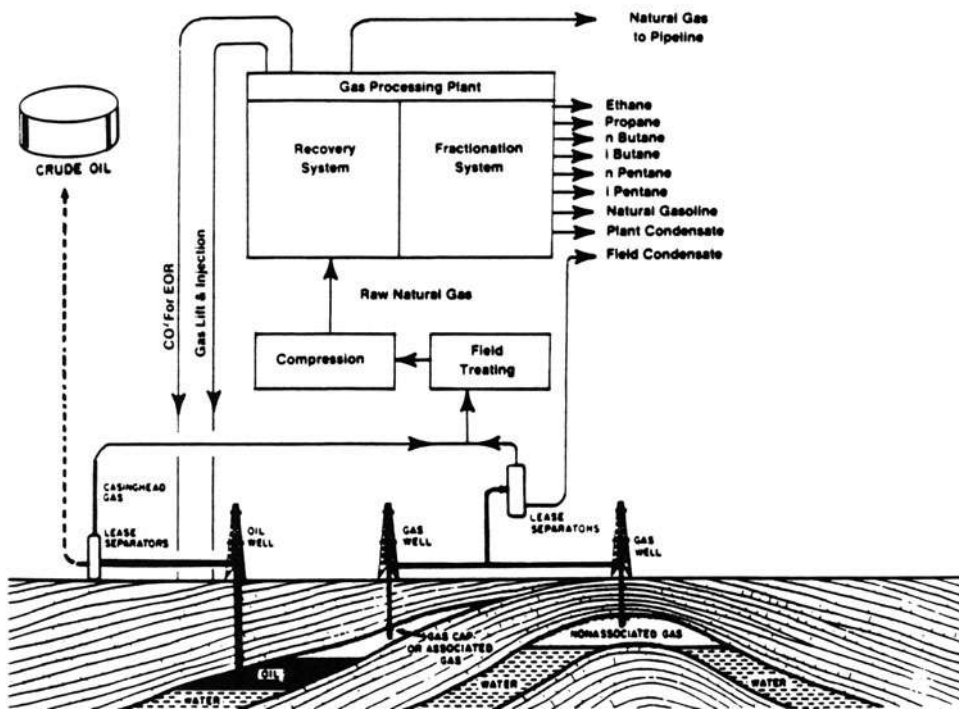 Natural Gas
to Pipeline
Gas Processing Plant
Recovery
System
Fractionation
System
Ethane
Propane
n Butane
i Butane
n Pentane
i Pentane
Natural Gasoline
Plant Condensate
Field Condensate
CRUDE OIL
CO' For EOR
Gas Lift & Injection
Raw Natural Gas
Compression
Field
Treating
CASINGHEAD
GAS
LEASE
SEPARATORS
OIL
WELL
GAS
WELL
LEASE
SEPARATORS
GAS
WELL
GAS CAP
OR ASSOCIATED
GAS
NONASSOCIATED GAS
OIL
WATER
WATER
WATER